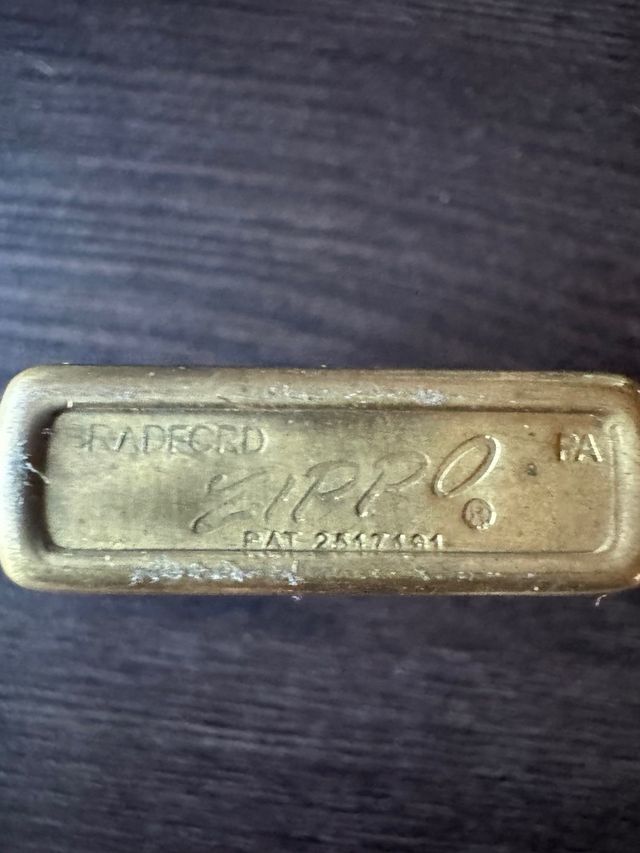 BRADFORD PA
ZIPPO ®
PAT 2517191